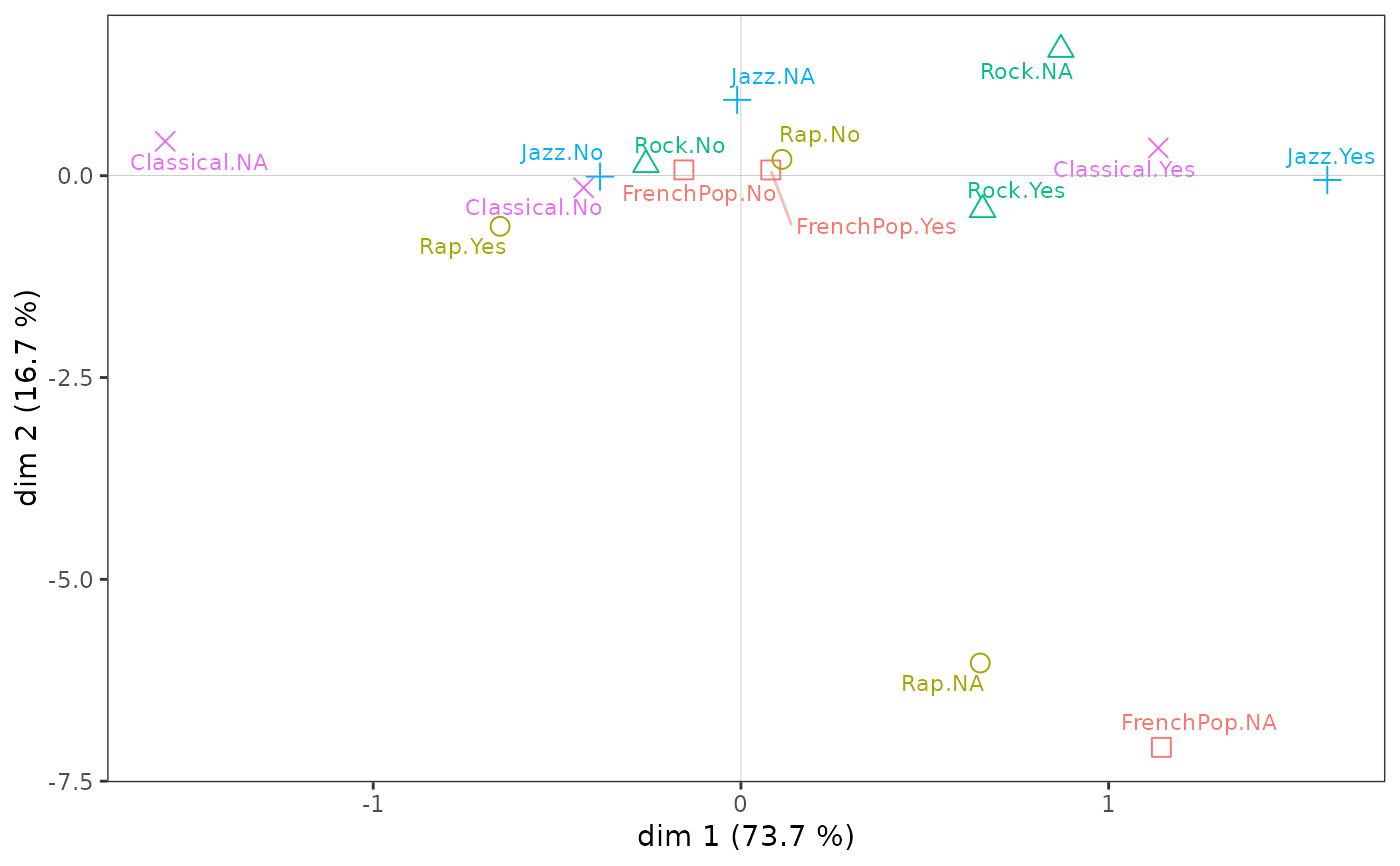 Rock.NA
Jazz.NA
Rap.No
Rock.No
Jazz.No
Jazz.Yes
Classical.NA
Classical.Yes
0.0
Rock.Yes
FrenchPop.No
Classical.No
FrenchPop.Yes
Rap.Yes
dim 2 (16.7 %)
-2.5
-5.0
Rap.NA
FrenchPop.NA
-7.5
-1
0
1
dim 1 (73.7 %)